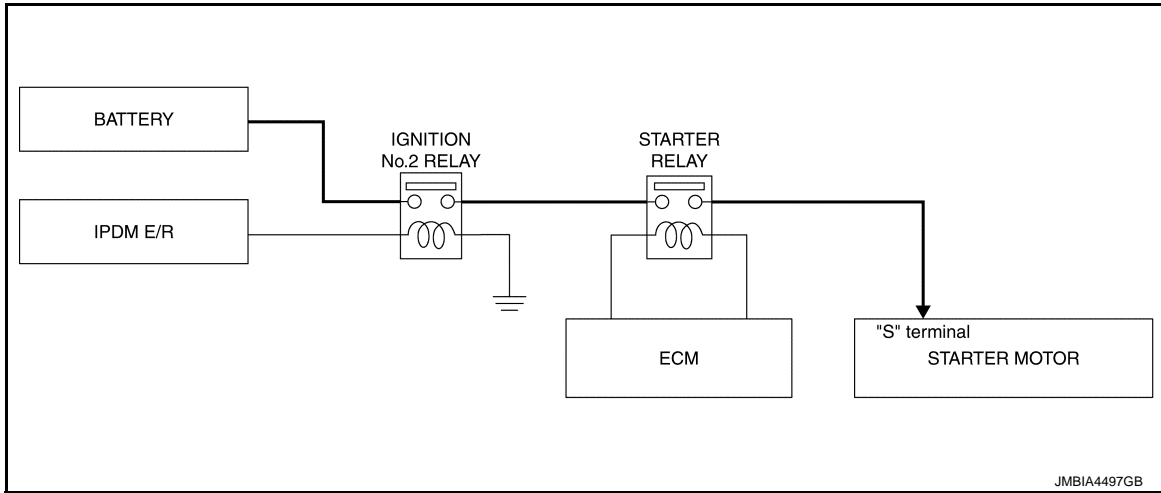 BATTERY
IPDM E/R
IGNITION
No.2 RELAY
STARTER
RELAY
ECM
"S" terminal
STARTER MOTOR
JMBIA4497GB